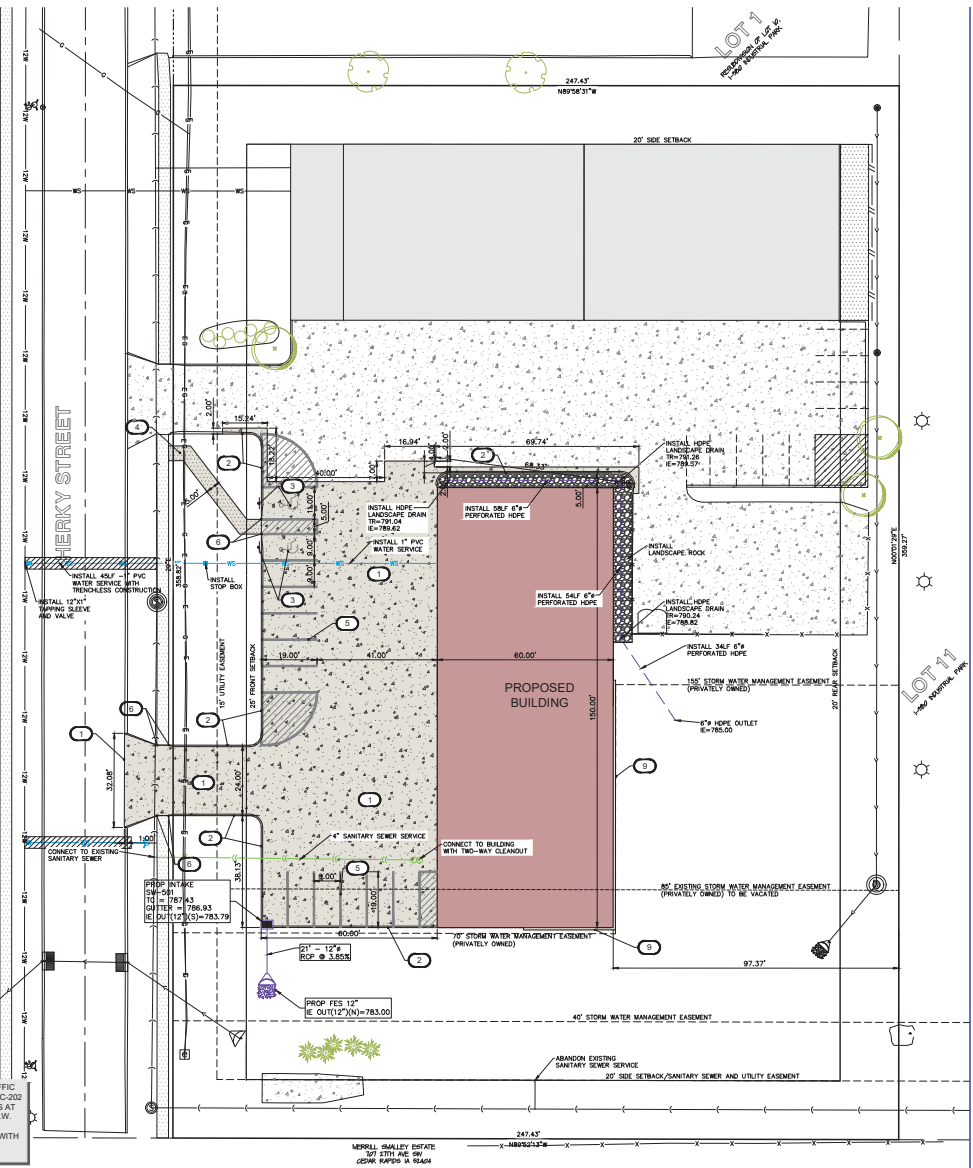 LOT 1
RESUBDIVISION OF LOT 10,
I-380 INDUSTRIAL PARK
247.43'
N89°58'31"W
20' SIDE SETBACK
12W
WS
HERKY STREET
15.24'
2.00'
18.22'
4
2
3
40.00'
16.94'
69.74'
68.33'
2.00'
4.00'
2
5.00'
INSTALL HDPE
LANDSCAPE DRAIN
TR=791.26
IE=789.57
INSTALL HDPE
LANDSCAPE DRAIN
TR=791.04
IE=789.62
INSTALL 58LF 6"ø
PERFORATED HDPE
5.00'
11.00'
5.00'
9.00'
9.00'
6
INSTALL 1" PVC
WATER SERVICE
1
INSTALL
LANDSCAPE ROCK
INSTALL 45LF -1" PVC
WATER SERVICE WITH
TRENCHLESS CONSTRUCTION
INSTALL
STOP BOX
INSTALL 12"X1"
TAPPING SLEEVE
AND VALVE
358.82'
3
INSTALL 54LF 6"ø
PERFORATED HDPE
INSTALL HDPE
LANDSCAPE DRAIN
TR=790.24
IE=788.82
N00°01'29"E
359.27'
5
INSTALL 34LF 6"ø
PERFORATED HDPE
15' UTILITY EASEMENT
25' FRONT SETBACK
19.00'
41.00'
60.00'
20' REAR SETBACK
LOT 11
I-380 INDUSTRIAL PARK
PROPOSED
BUILDING
150.00'
155' STORM WATER MANAGEMENT EASEMENT
(PRIVATELY OWNED)
6"ø HDPE OUTLET
IE=785.00
6
1
2
32.08'
24.00'
1
1
9
2
4" SANITARY SEWER SERVICE
CONNECT TO BUILDING
WITH TWO-WAY CLEANOUT
1.00'
CONNECT TO EXISTING
SANITARY SEWER
6
38.13'
5
9.00'
19.00'
PROP INTAKE
SW-501
TC = 787.43
GUTTER = 786.93
IE OUT(12")(S)=783.79
85' EXISTING STORM WATER MANAGEMENT EASEMENT
(PRIVATELY OWNED) TO BE VACATED
60.00'
70' STORM WATER MANAGEMENT EASEMENT
(PRIVATELY OWNED)
21' - 12"ø
RCP @ 3.85%
2
9
97.37'
PROP FES 12"
IE OUT(12")(N)=783.00
40' STORM WATER MANAGEMENT EASEMENT
ABANDON EXISTING
SANITARY SEWER SERVICE
20' SIDE SETBACK/SANITARY SEWER AND UTILITY EASEMENT
FFIC
C-202
S AT
.W.
WITH
247.43'
N89°52'13"W
MERRILL SMALLEY ESTATE
707 27TH AVE SW
CEDAR RAPIDS IA 52404